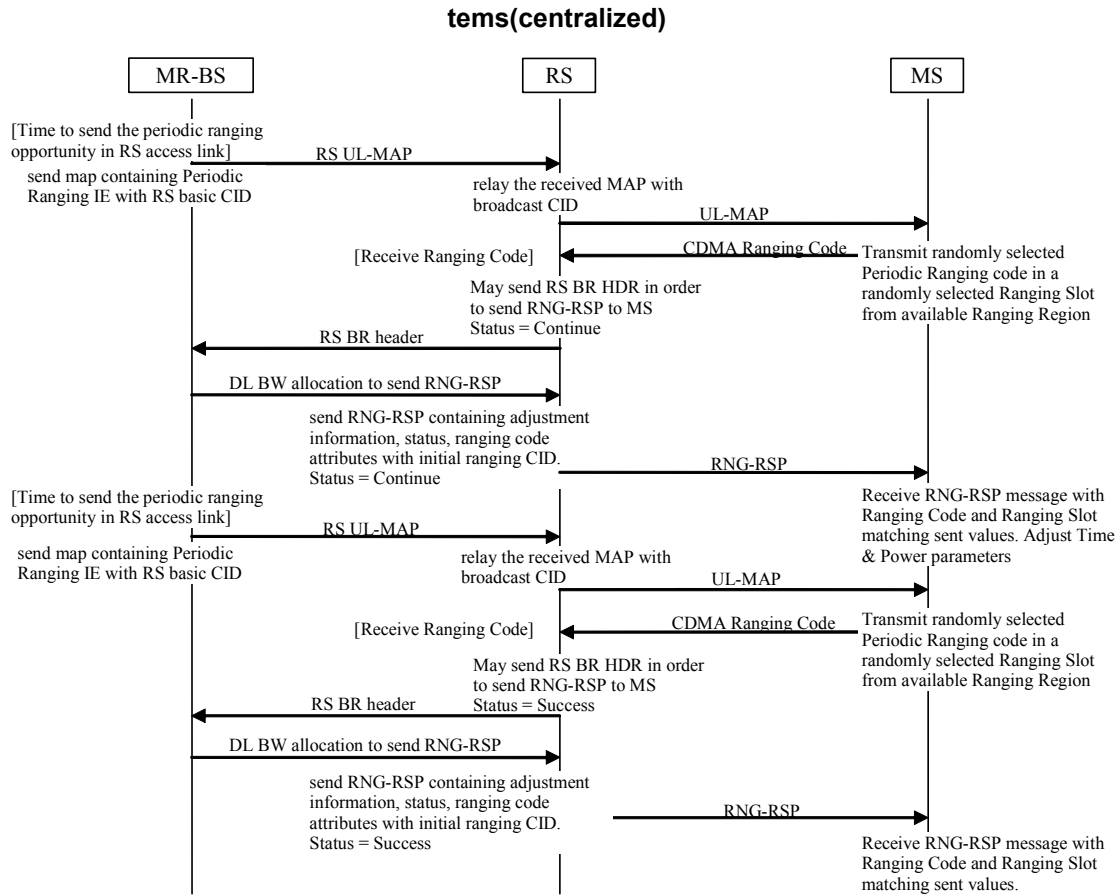 tems(centralized)
MR-BS
RS
MS
[Time to send the periodic ranging
opportunity in RS access link]
RS UL-MAP
send map containing Periodic
Ranging IE with RS basic CID
relay the received MAP with
broadcast CID
UL-MAP
[Receive Ranging Code]
CDMA Ranging Code
Transmit randomly selected
Periodic Ranging code in a
randomly selected Ranging Slot
from available Ranging Region
May send RS BR HDR in order
to send RNG-RSP to MS
Status = Continue
RS BR header
DL BW allocation to send RNG-RSP
send RNG-RSP containing adjustment
information, status, ranging code
attributes with initial ranging CID.
Status = Continue
RNG-RSP
Receive RNG-RSP message with
Ranging Code and Ranging Slot
matching sent values. Adjust Time
& Power parameters
[Time to send the periodic ranging
opportunity in RS access link]
RS UL-MAP
send map containing Periodic
Ranging IE with RS basic CID
relay the received MAP with
broadcast CID
UL-MAP
[Receive Ranging Code]
CDMA Ranging Code
Transmit randomly selected
Periodic Ranging code in a
randomly selected Ranging Slot
from available Ranging Region
May send RS BR HDR in order
to send RNG-RSP to MS
Status = Success
RS BR header
DL BW allocation to send RNG-RSP
send RNG-RSP containing adjustment
information, status, ranging code
attributes with initial ranging CID.
Status = Success
RNG-RSP
Receive RNG-RSP message with
Ranging Code and Ranging Slot
matching sent values.